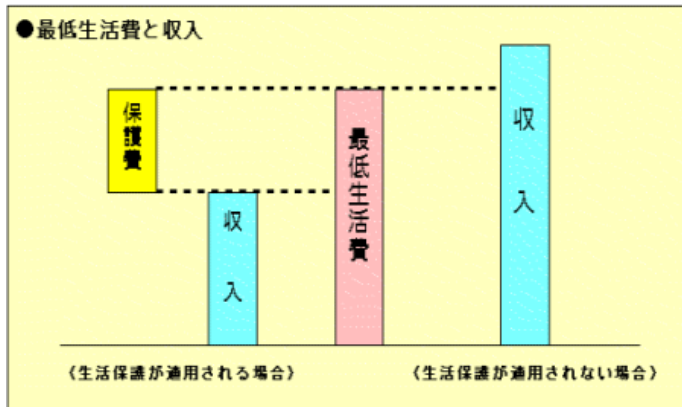 ●最低生活費と収入
保護費
収入
最低生活費
収入
《生活保護が適用される場合》
《生活保護が適用されない場合》